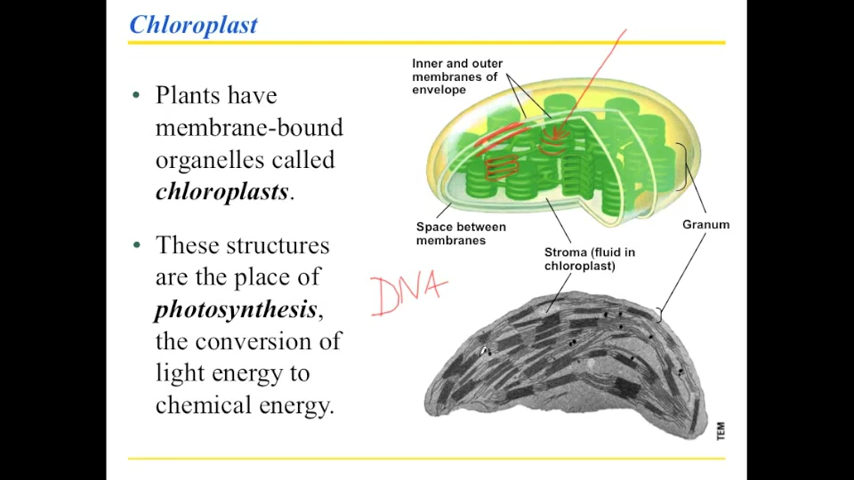 Chloroplast
• Plants have
membrane-bound
organelles called
chloroplasts.
• These structures
are the place of
photosynthesis,
the conversion of
light energy to
chemical energy.
Inner and outer
membranes of
envelope
Space between
membranes
Stroma (fluid in
chloroplast)
Granum
DNA
TEM